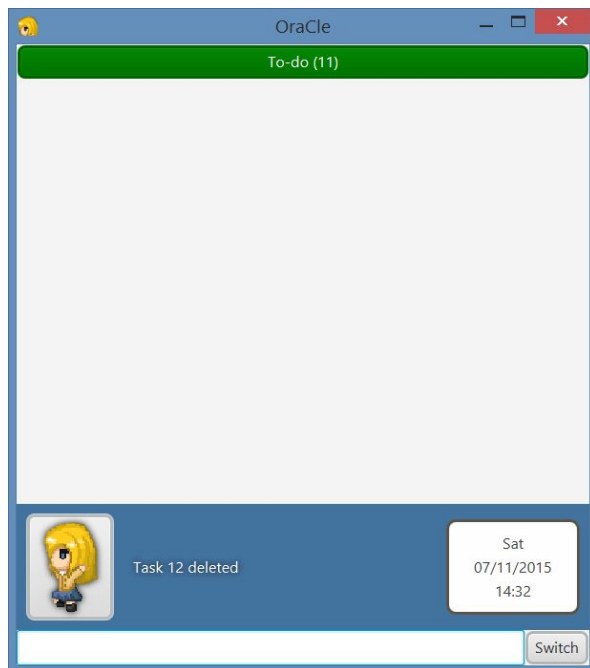 OraCle
To-do (11)
Task 12 deleted
Sat
07/11/2015
14:32
Switch